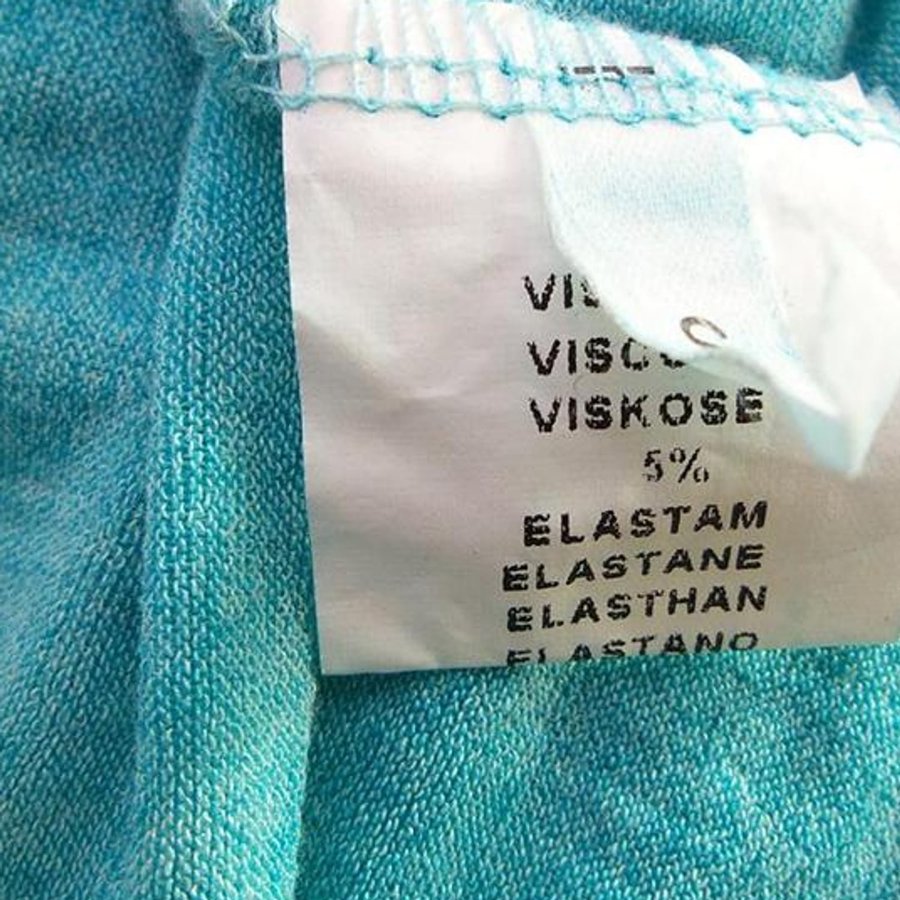 VISKOSE
5%
ELASTAM
ELASTANE
ELASTHAN
ELASTANO